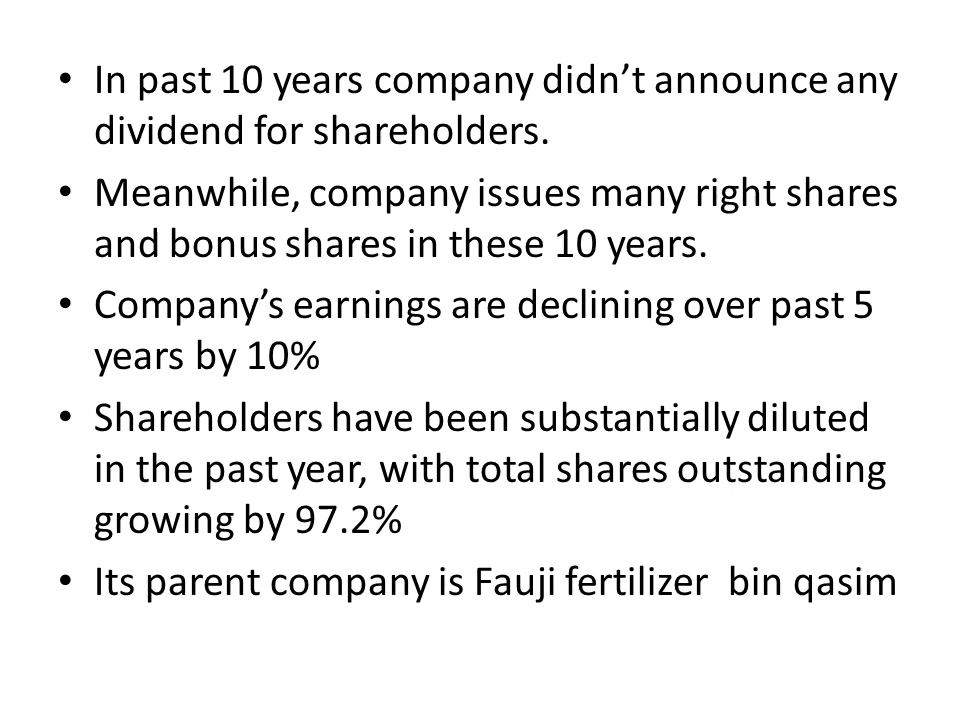 • In past 10 years company didn’t announce any
dividend for shareholders.
• Meanwhile, company issues many right shares
and bonus shares in these 10 years.
• Company’s earnings are declining over past 5
years by 10%
• Shareholders have been substantially diluted
in the past year, with total shares outstanding
growing by 97.2%
• Its parent company is Fauji fertilizer  bin qasim